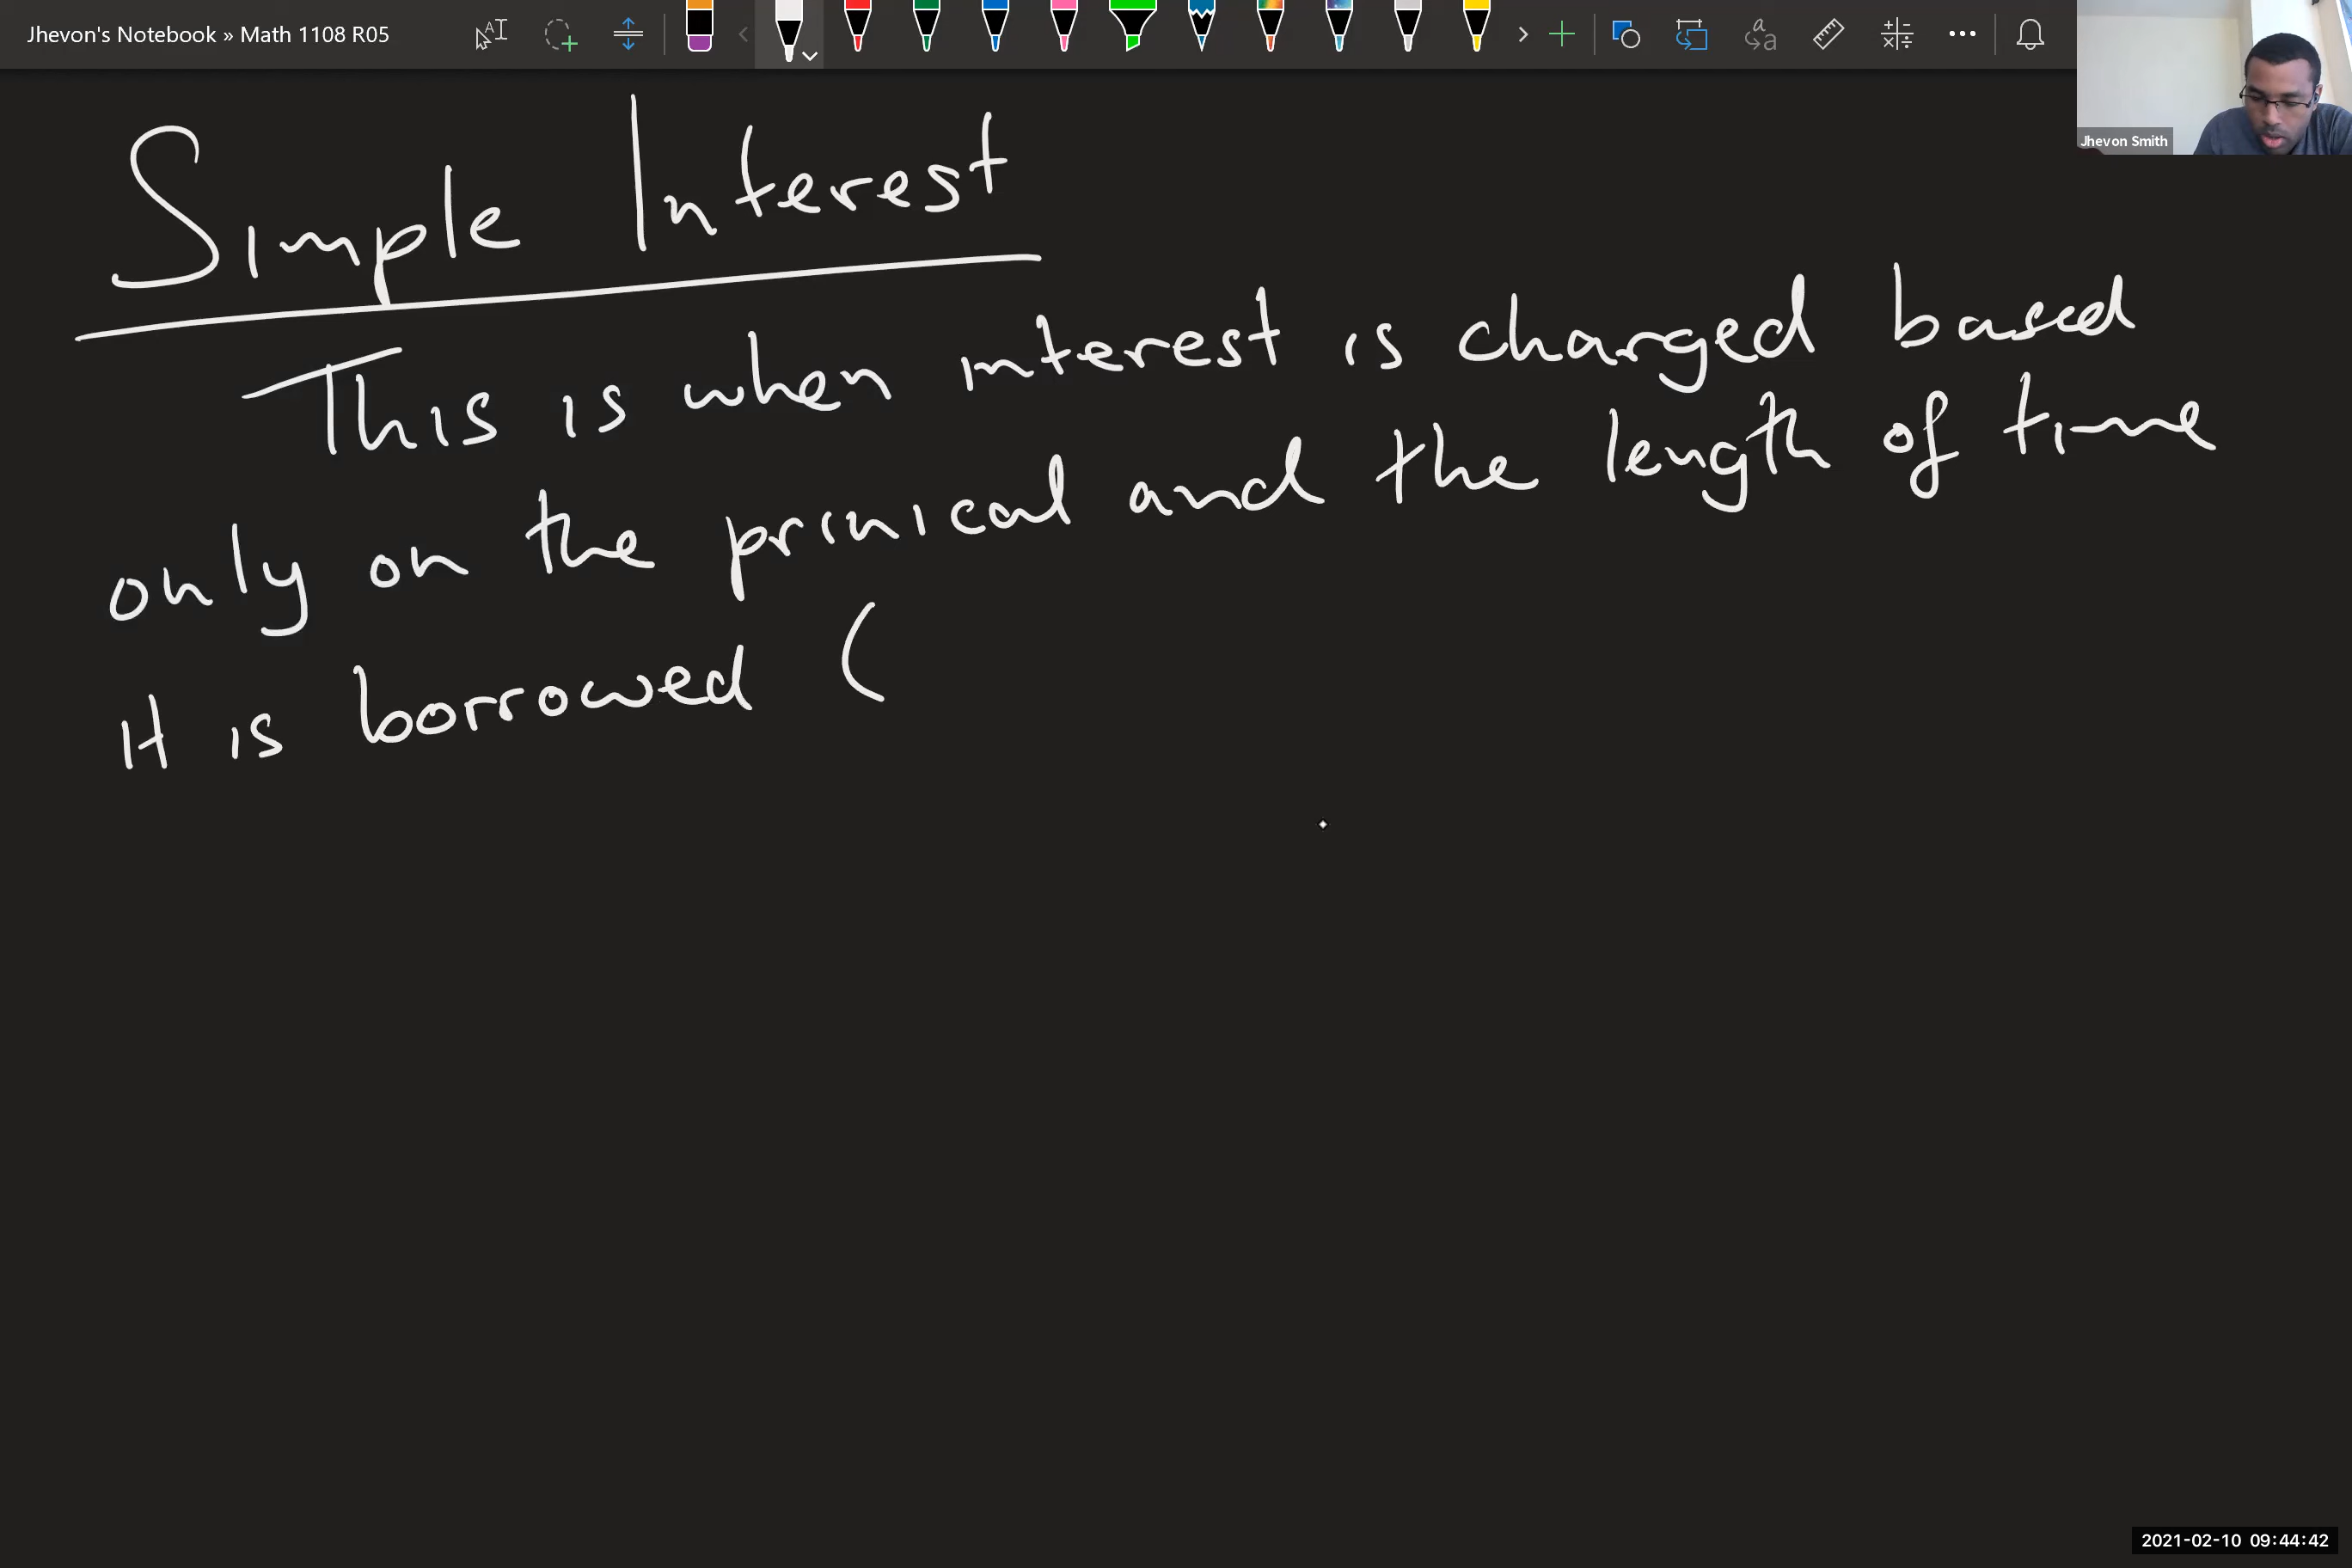 Jhevon's Notebook » Math 1108 R05
Jhevon Smith
Simple Interest
This is when interest is charged based
only on the prinical and the length of time
it is borrowed (
2021-02-10 09:44:42